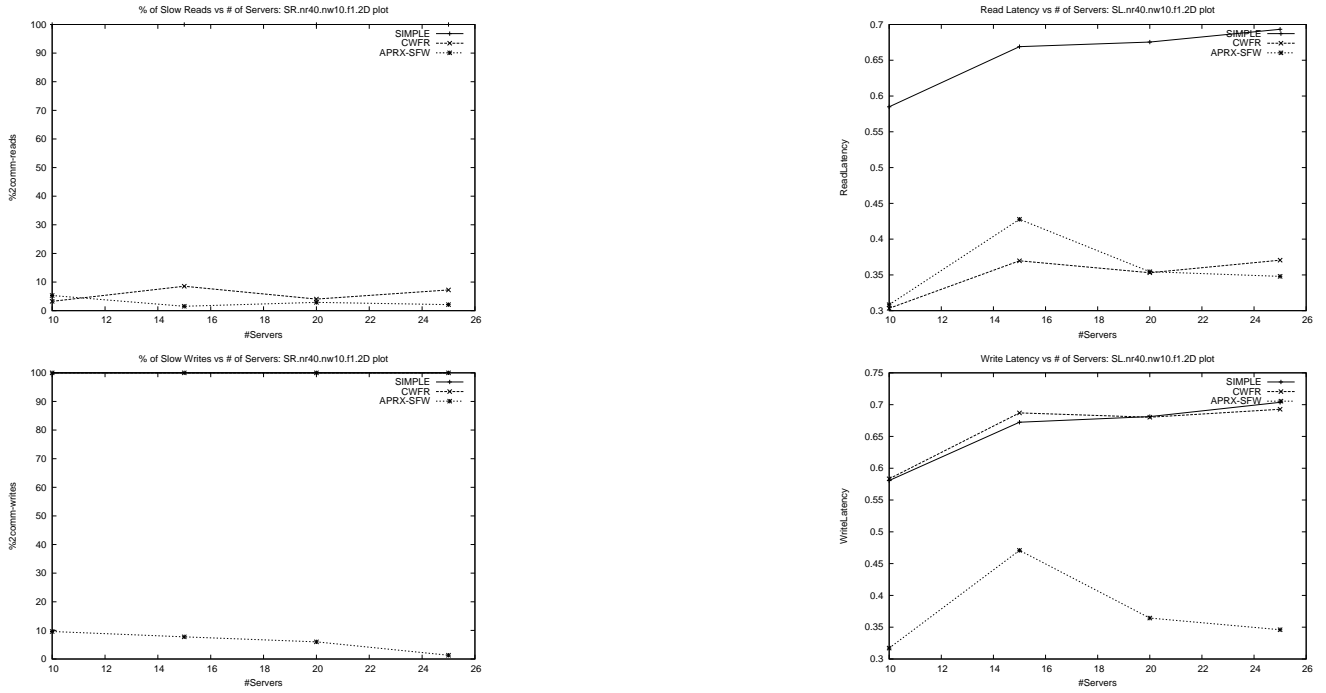 % of Slow Reads vs # of Servers: SR.nr40.nw10.f1.2D plot
100
90
80
70
60
50
40
30
20
10
0
%2comm-reads
SIMPLE
CWFR
APRX-SFW
10 12 14 16 18 20 22 24 26
#Servers
Read Latency vs # of Servers: SL.nr40.nw10.f1.2D plot
0.7
0.65
0.6
0.55
0.5
0.45
0.4
0.35
0.3
ReadLatency
SIMPLE
CWFR
APRX-SFW
10 12 14 16 18 20 22 24 26
#Servers
% of Slow Writes vs # of Servers: SR.nr40.nw10.f1.2D plot
100
90
80
70
60
50
40
30
20
10
0
%2comm-writes
SIMPLE
CWFR
APRX-SFW
10 12 14 16 18 20 22 24 26
#Servers
Write Latency vs # of Servers: SL.nr40.nw10.f1.2D plot
0.75
0.7
0.65
0.6
0.55
0.5
0.45
0.4
0.35
0.3
WriteLatency
SIMPLE
CWFR
APRX-SFW
10 12 14 16 18 20 22 24 26
#Servers